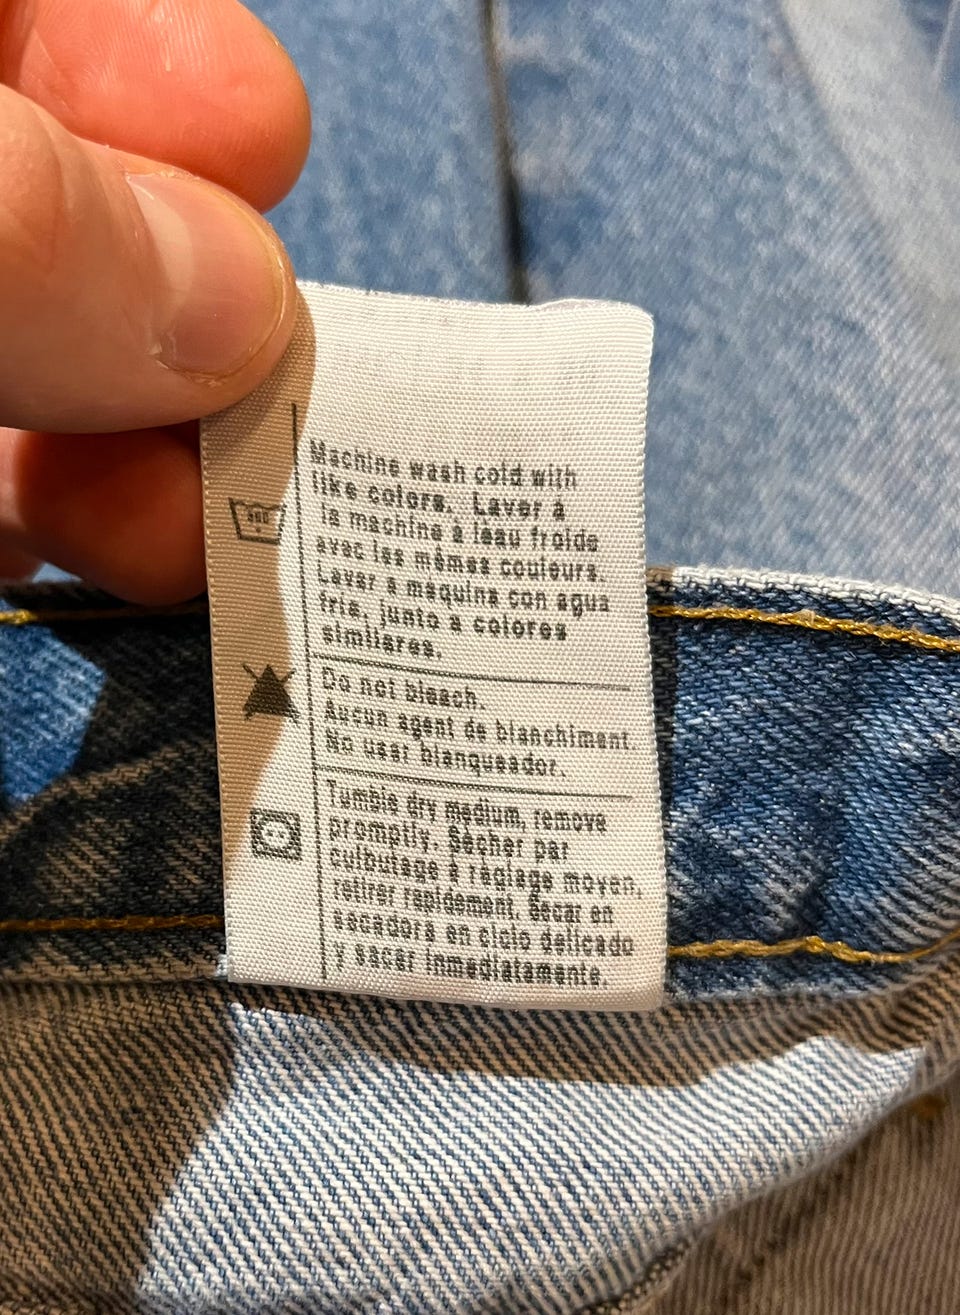 Machine wash cold with
like colors. Laver à
la machine à leau froide
avec les mêmes couleurs.
Lavar a maquina con agua
fria, junto a colores
similares.
Do not bleach.
Aucun agent de blanchiment.
No usar blanqueador.
Tumble dry medium, remove
promptly. Sécher par
culbutage à réglage moyen,
retirer rapidement. Secar en
secadora en ciclo delicado
y sacar inmediatamente.